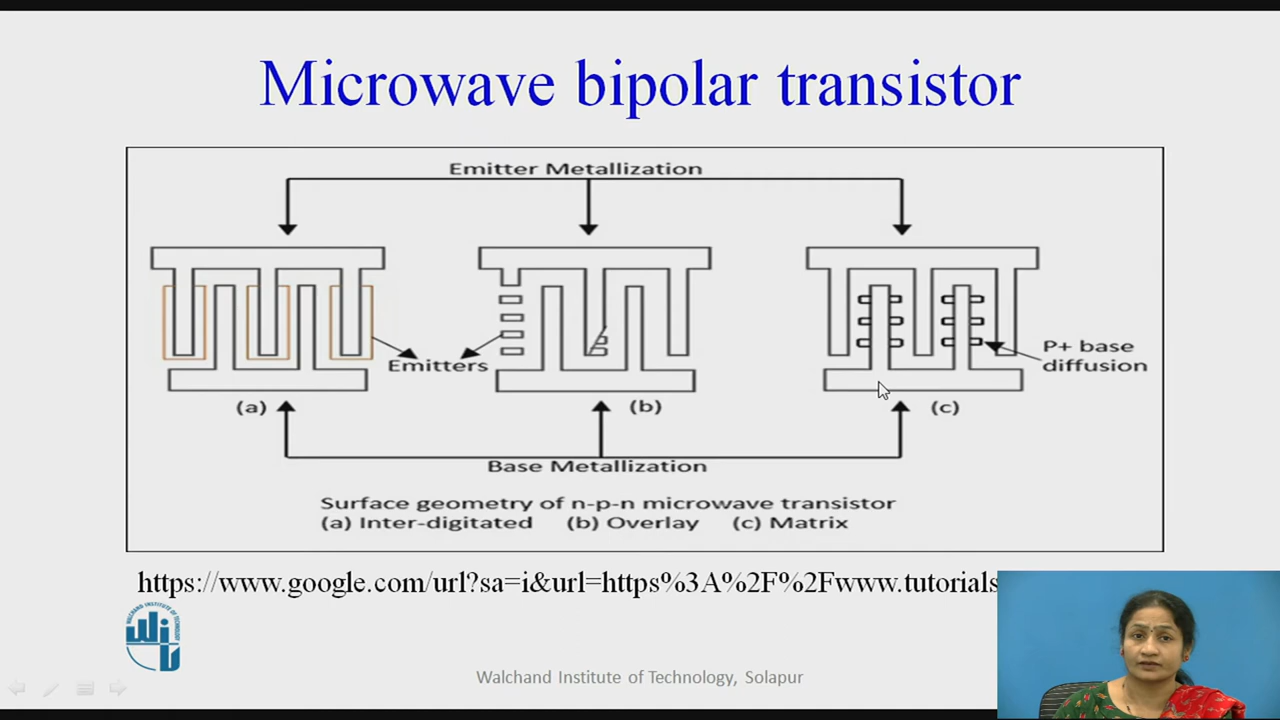 Microwave bipolar transistor
Emitter Metallization
Emitters
P+ base
diffusion
(a)
(b)
(c)
Base Metallization
Surface geometry of n-p-n microwave transistor
(a) Inter-digitated (b) Overlay (c) Matrix
https://www.google.com/url?sa=i&url=https%3A%2F%2Fwww.tutorials
Walchand Institute of Technology, Solapur